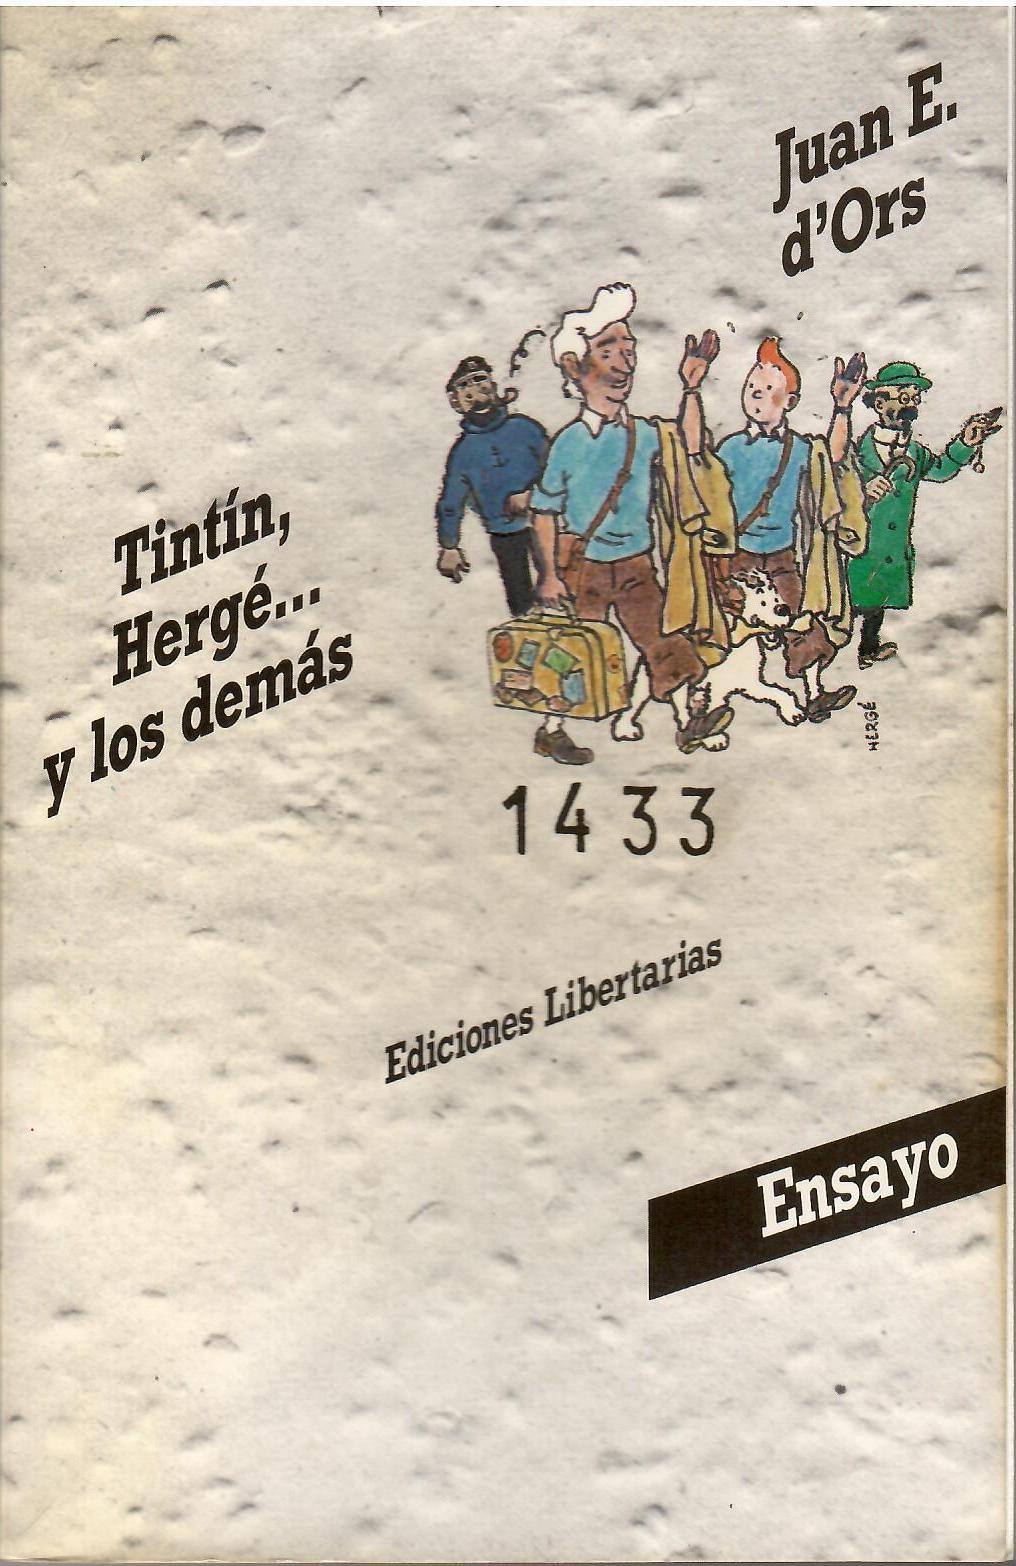 Juan E.
d'Ors
Tintín,
Hergé...
y los demás
HERGÉ
1433
Ediciones Libertarias
Ensayo